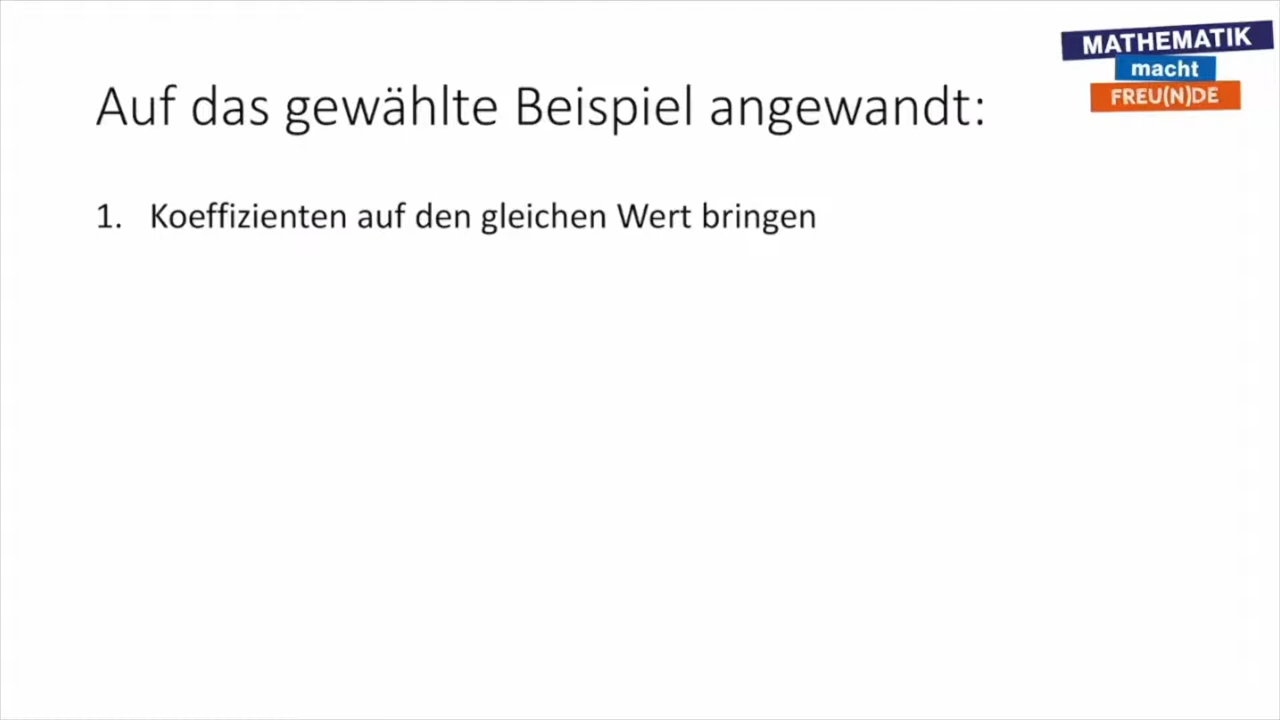 MATHEMATIK
macht
FREU(N)DE
Auf das gewählte Beispiel angewandt:
1. Koeffizienten auf den gleichen Wert bringen